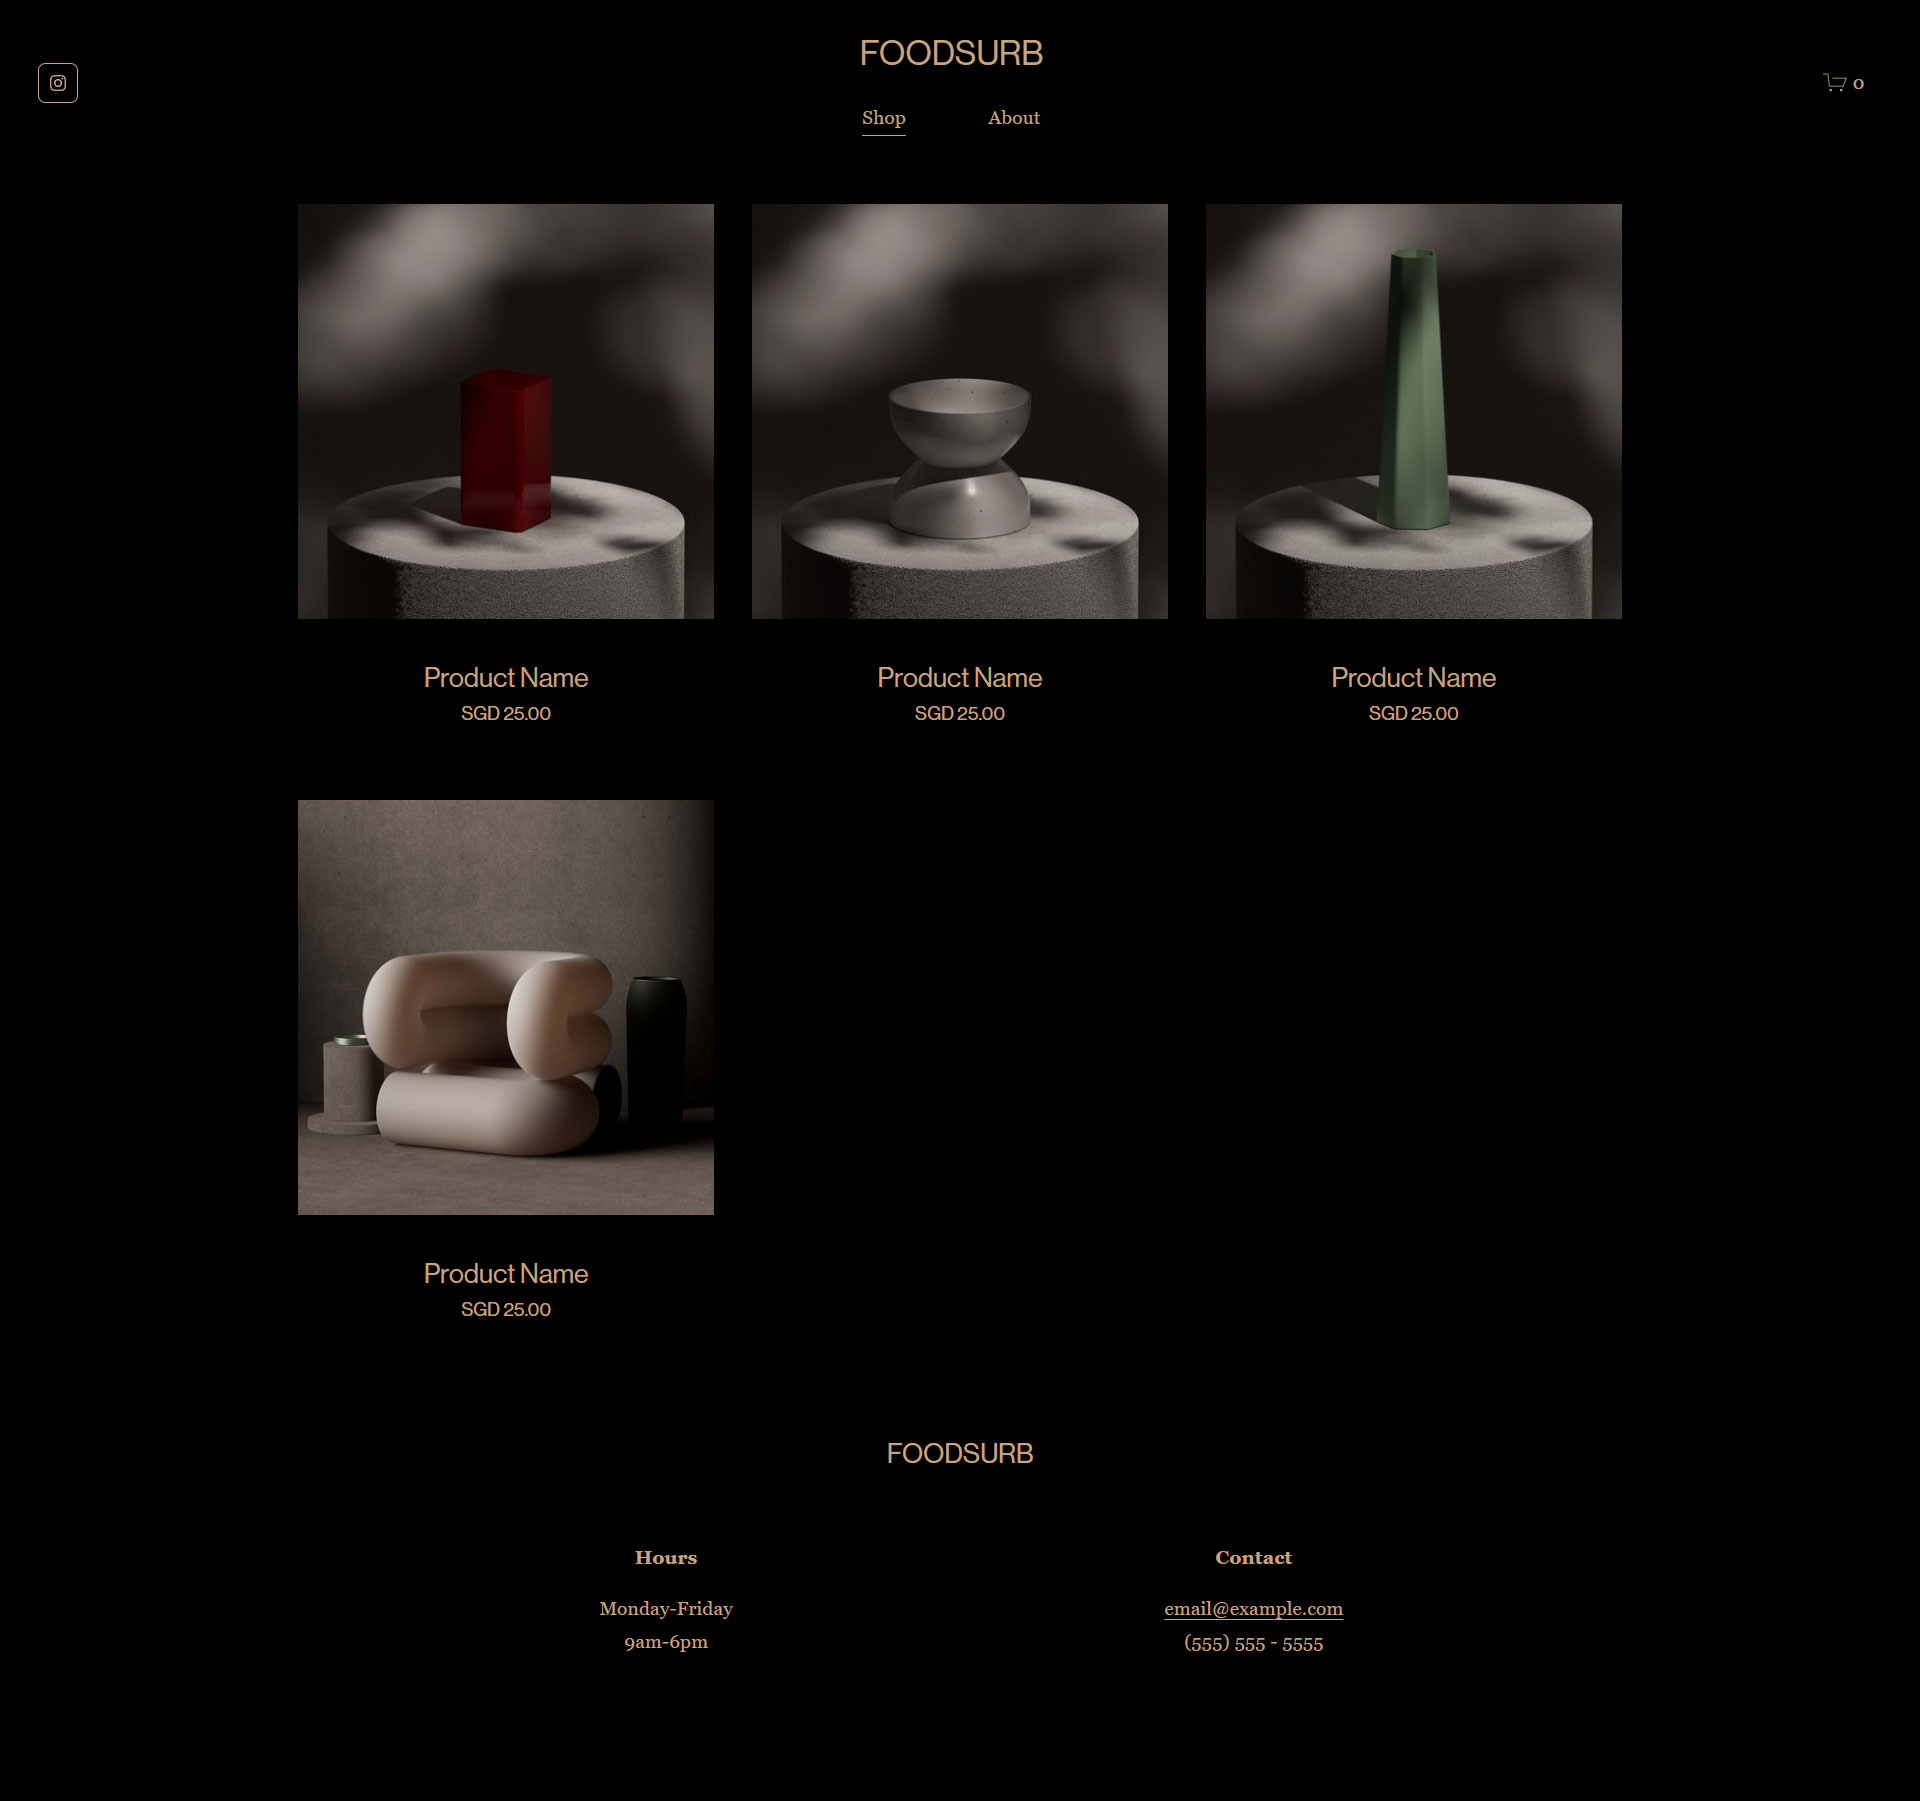 FOODSURB
0
Shop
About
Product Name
SGD 25.00
Product Name
SGD 25.00
Product Name
SGD 25.00
Product Name
SGD 25.00
FOODSURB
Hours
Monday-Friday
9am-6pm
Contact
email@example.com
(555) 555 - 5555